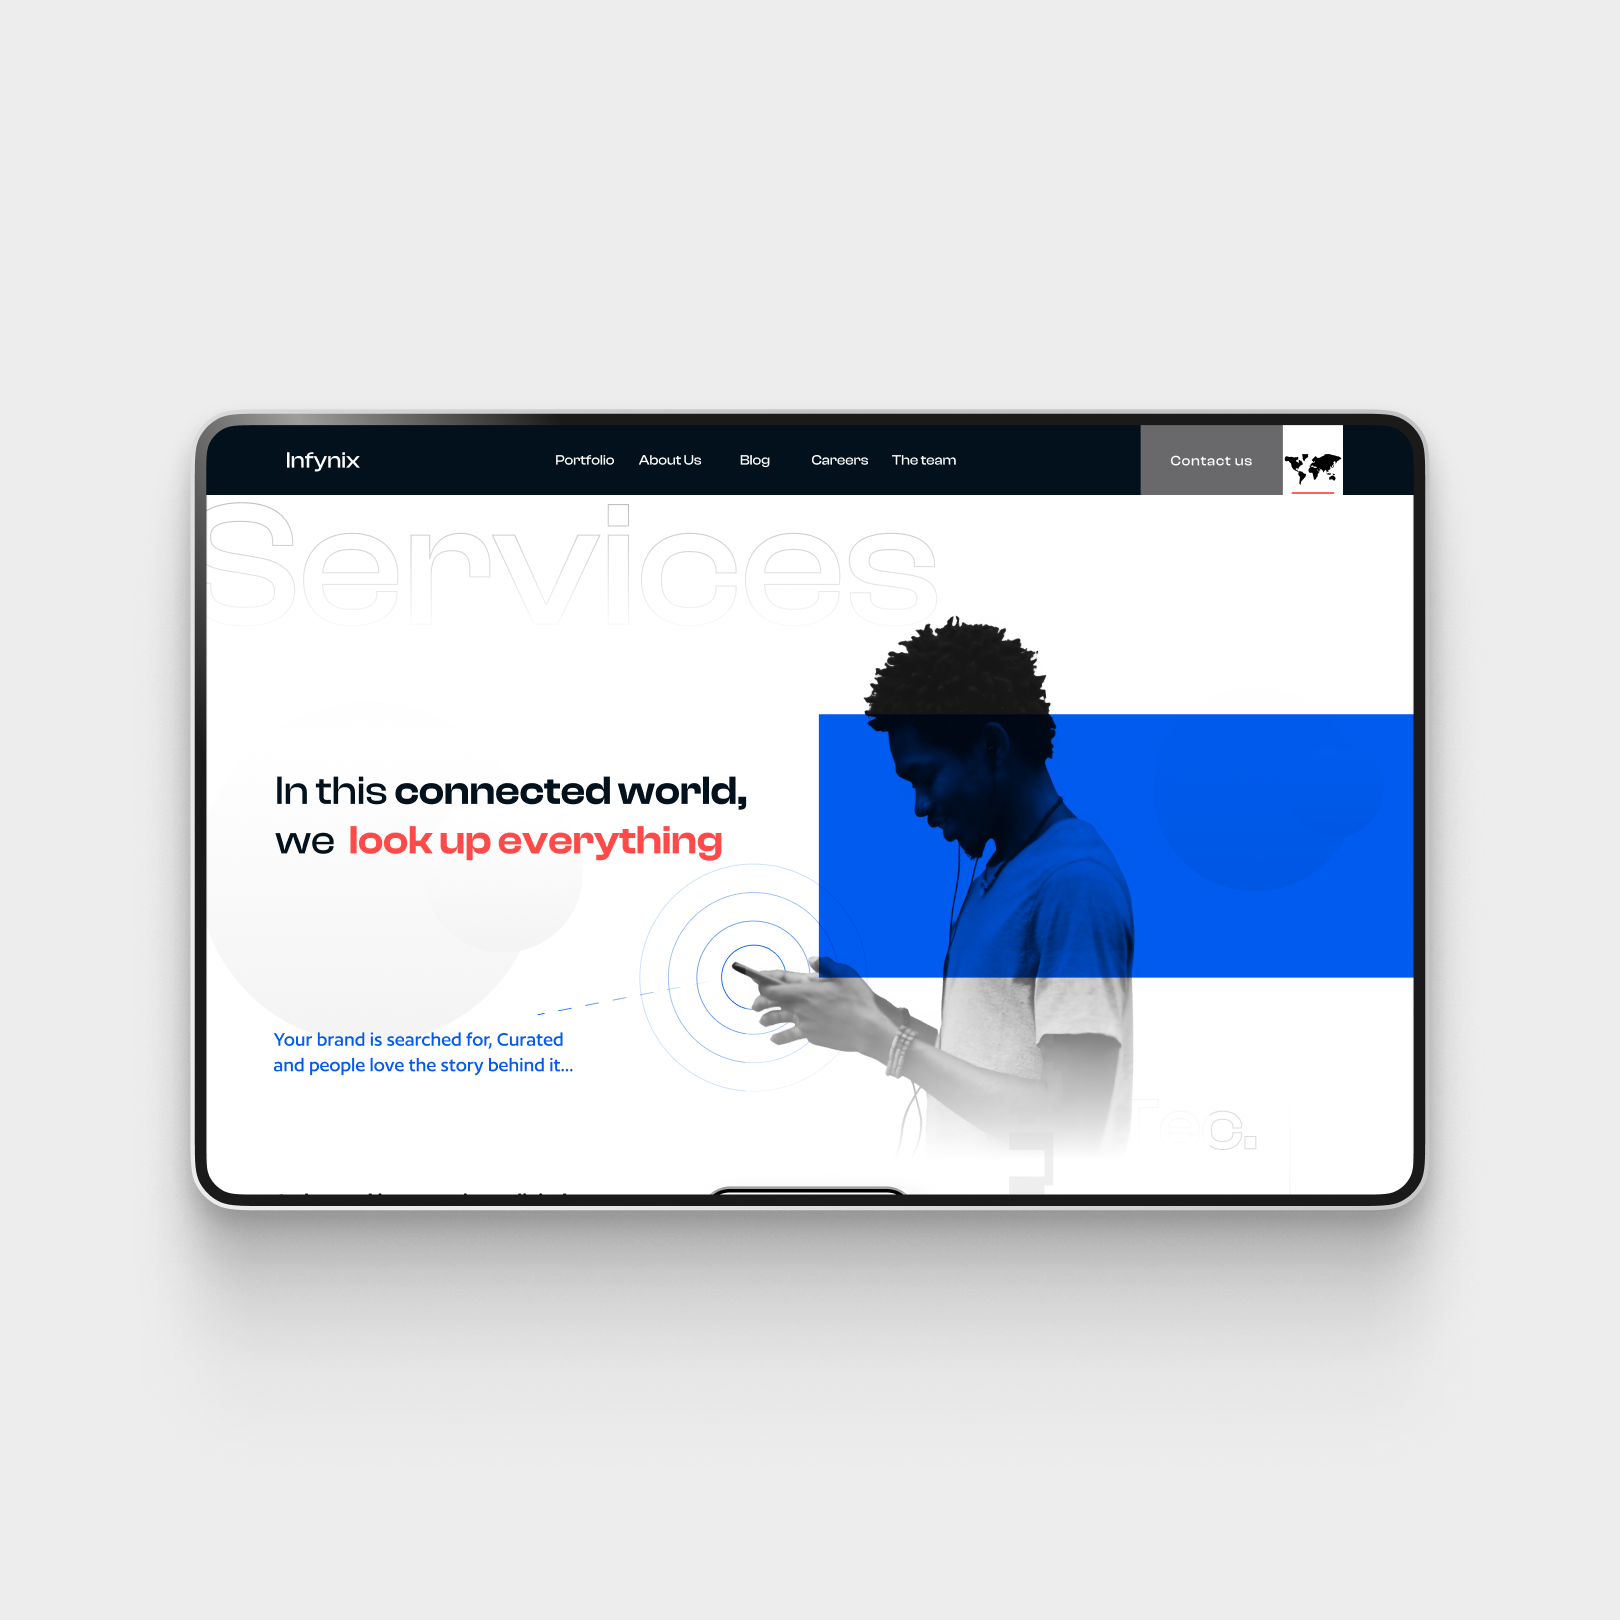 Infynix
Portfolio
About Us
Blog
Careers
The team
Contact us
Services
In this connected world,
we look up everything
Your brand is searched for, Curated
and people love the story behind it...
Tec.